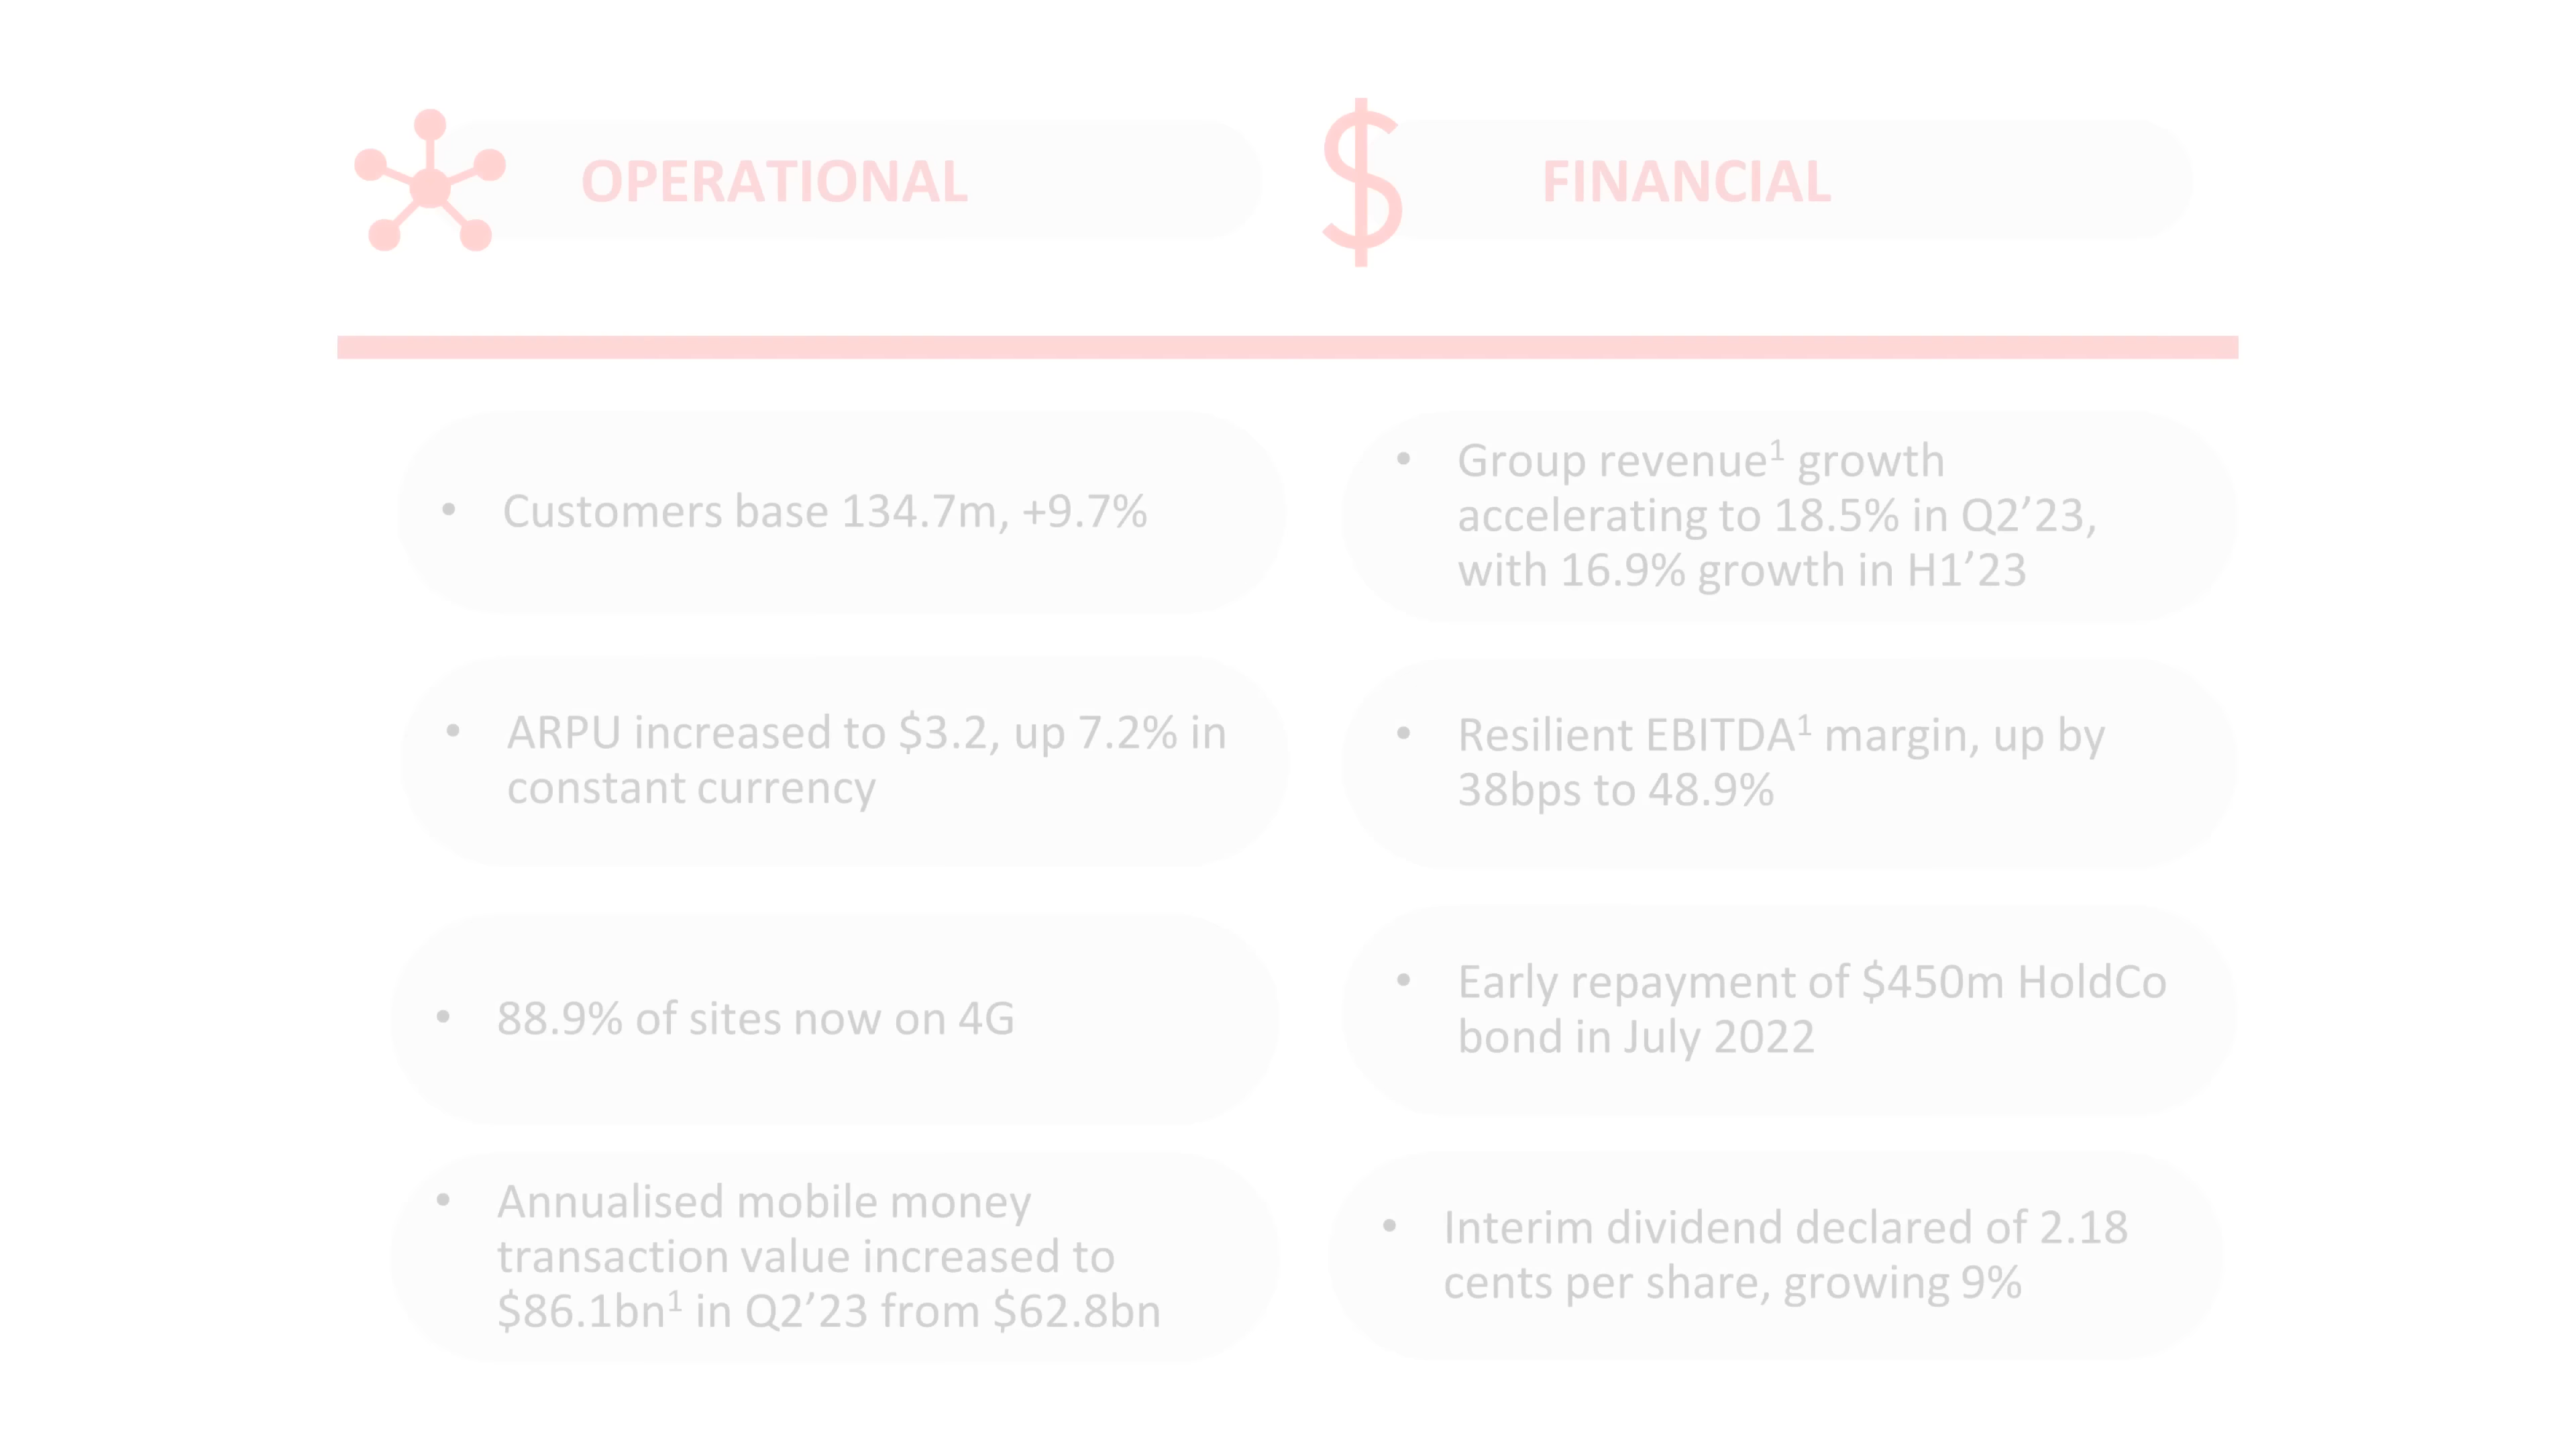 OPERATIONAL
• Customers base 134.7m, +9.7%
• ARPU increased to $3.2, up 7.2% in
constant currency
• 88.9% of sites now on 4G
• Annualised mobile money
transaction value increased to
$86.1bn¹ in Q2’23 from $62.8bn
FINANCIAL
• Group revenue¹ growth
accelerating to 18.5% in Q2’23,
with 16.9% growth in H1’23
• Resilient EBITDA¹ margin, up by
38bps to 48.9%
• Early repayment of $450m HoldCo
bond in July 2022
• Interim dividend declared of 2.18
cents per share, growing 9%